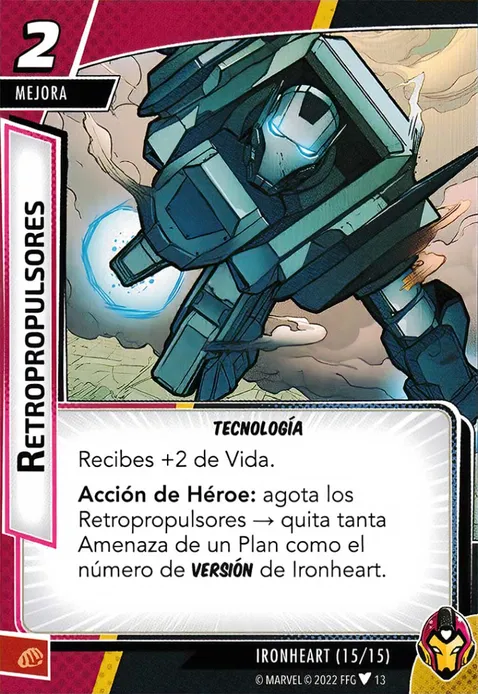 2
MEJORA
RETROPROPULSORES
TECNOLOGÍA
Recibes +2 de Vida.
Acción de Héroe: agota los
Retropropulsores → quita tanta
Amenaza de un Plan como el
número de VERSIÓN de Ironheart.
IRONHEART (15/15)
© MARVEL © 2022 FFG 13